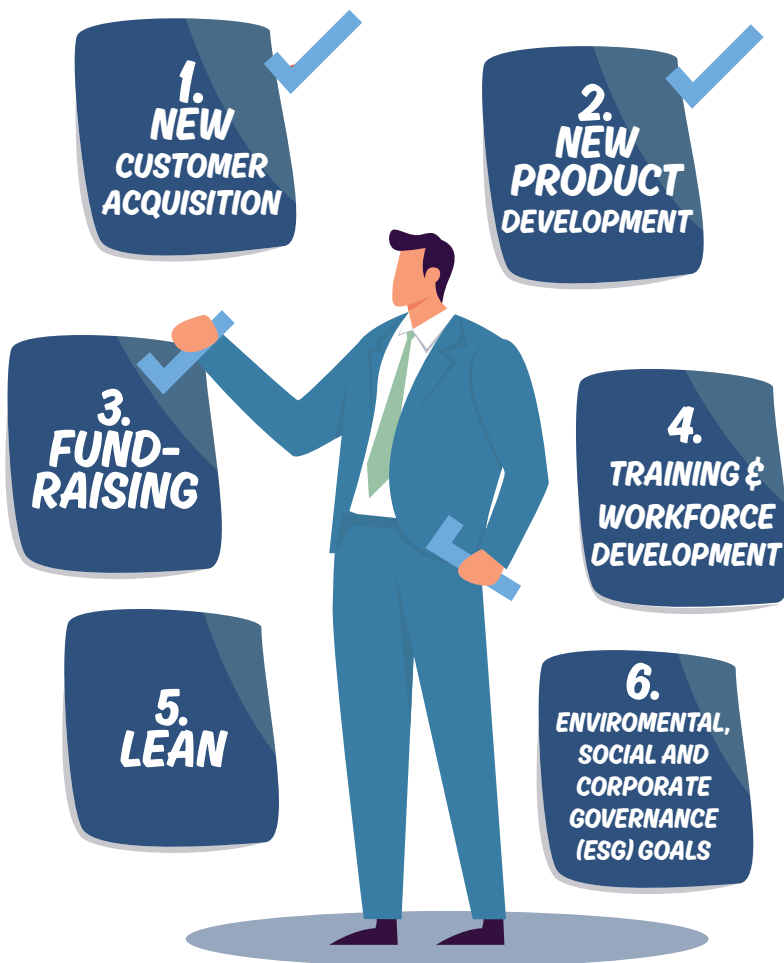 1.
NEW
CUSTOMER
ACQUISITION
2.
NEW
PRODUCT
DEVELOPMENT
3.
FUND-
RAISING
4.
TRAINING &
WORKFORCE
DEVELOPMENT
5.
LEAN
6.
ENVIROMENTAL,
SOCIAL AND
CORPORATE
GOVERNANCE
(ESG) GOALS